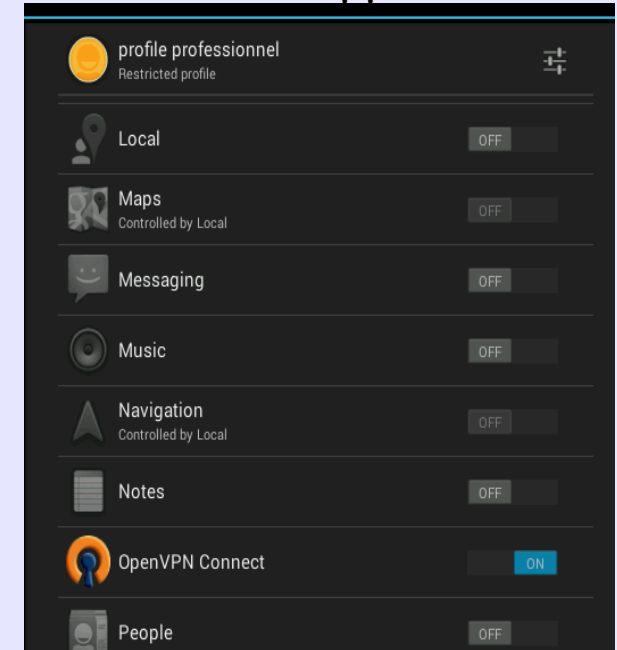 profile professionnel
Restricted profile
Local
OFF
Maps
Controlled by Local
OFF
Messaging
OFF
Music
OFF
Navigation
Controlled by Local
OFF
Notes
OFF
OpenVPN Connect
ON
People
OFF